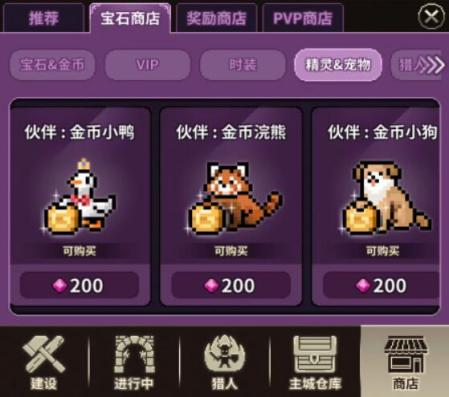 推荐
宝石商店
奖励商店
PVP商店
宝石&金币
VIP
时装
精灵&宠物
猎人
伙伴：金币小鸭
伙伴：金币浣熊
伙伴：金币小狗
可购买
可购买
可购买
200
200
200
建设
进行中
猎人
主城仓库
商店